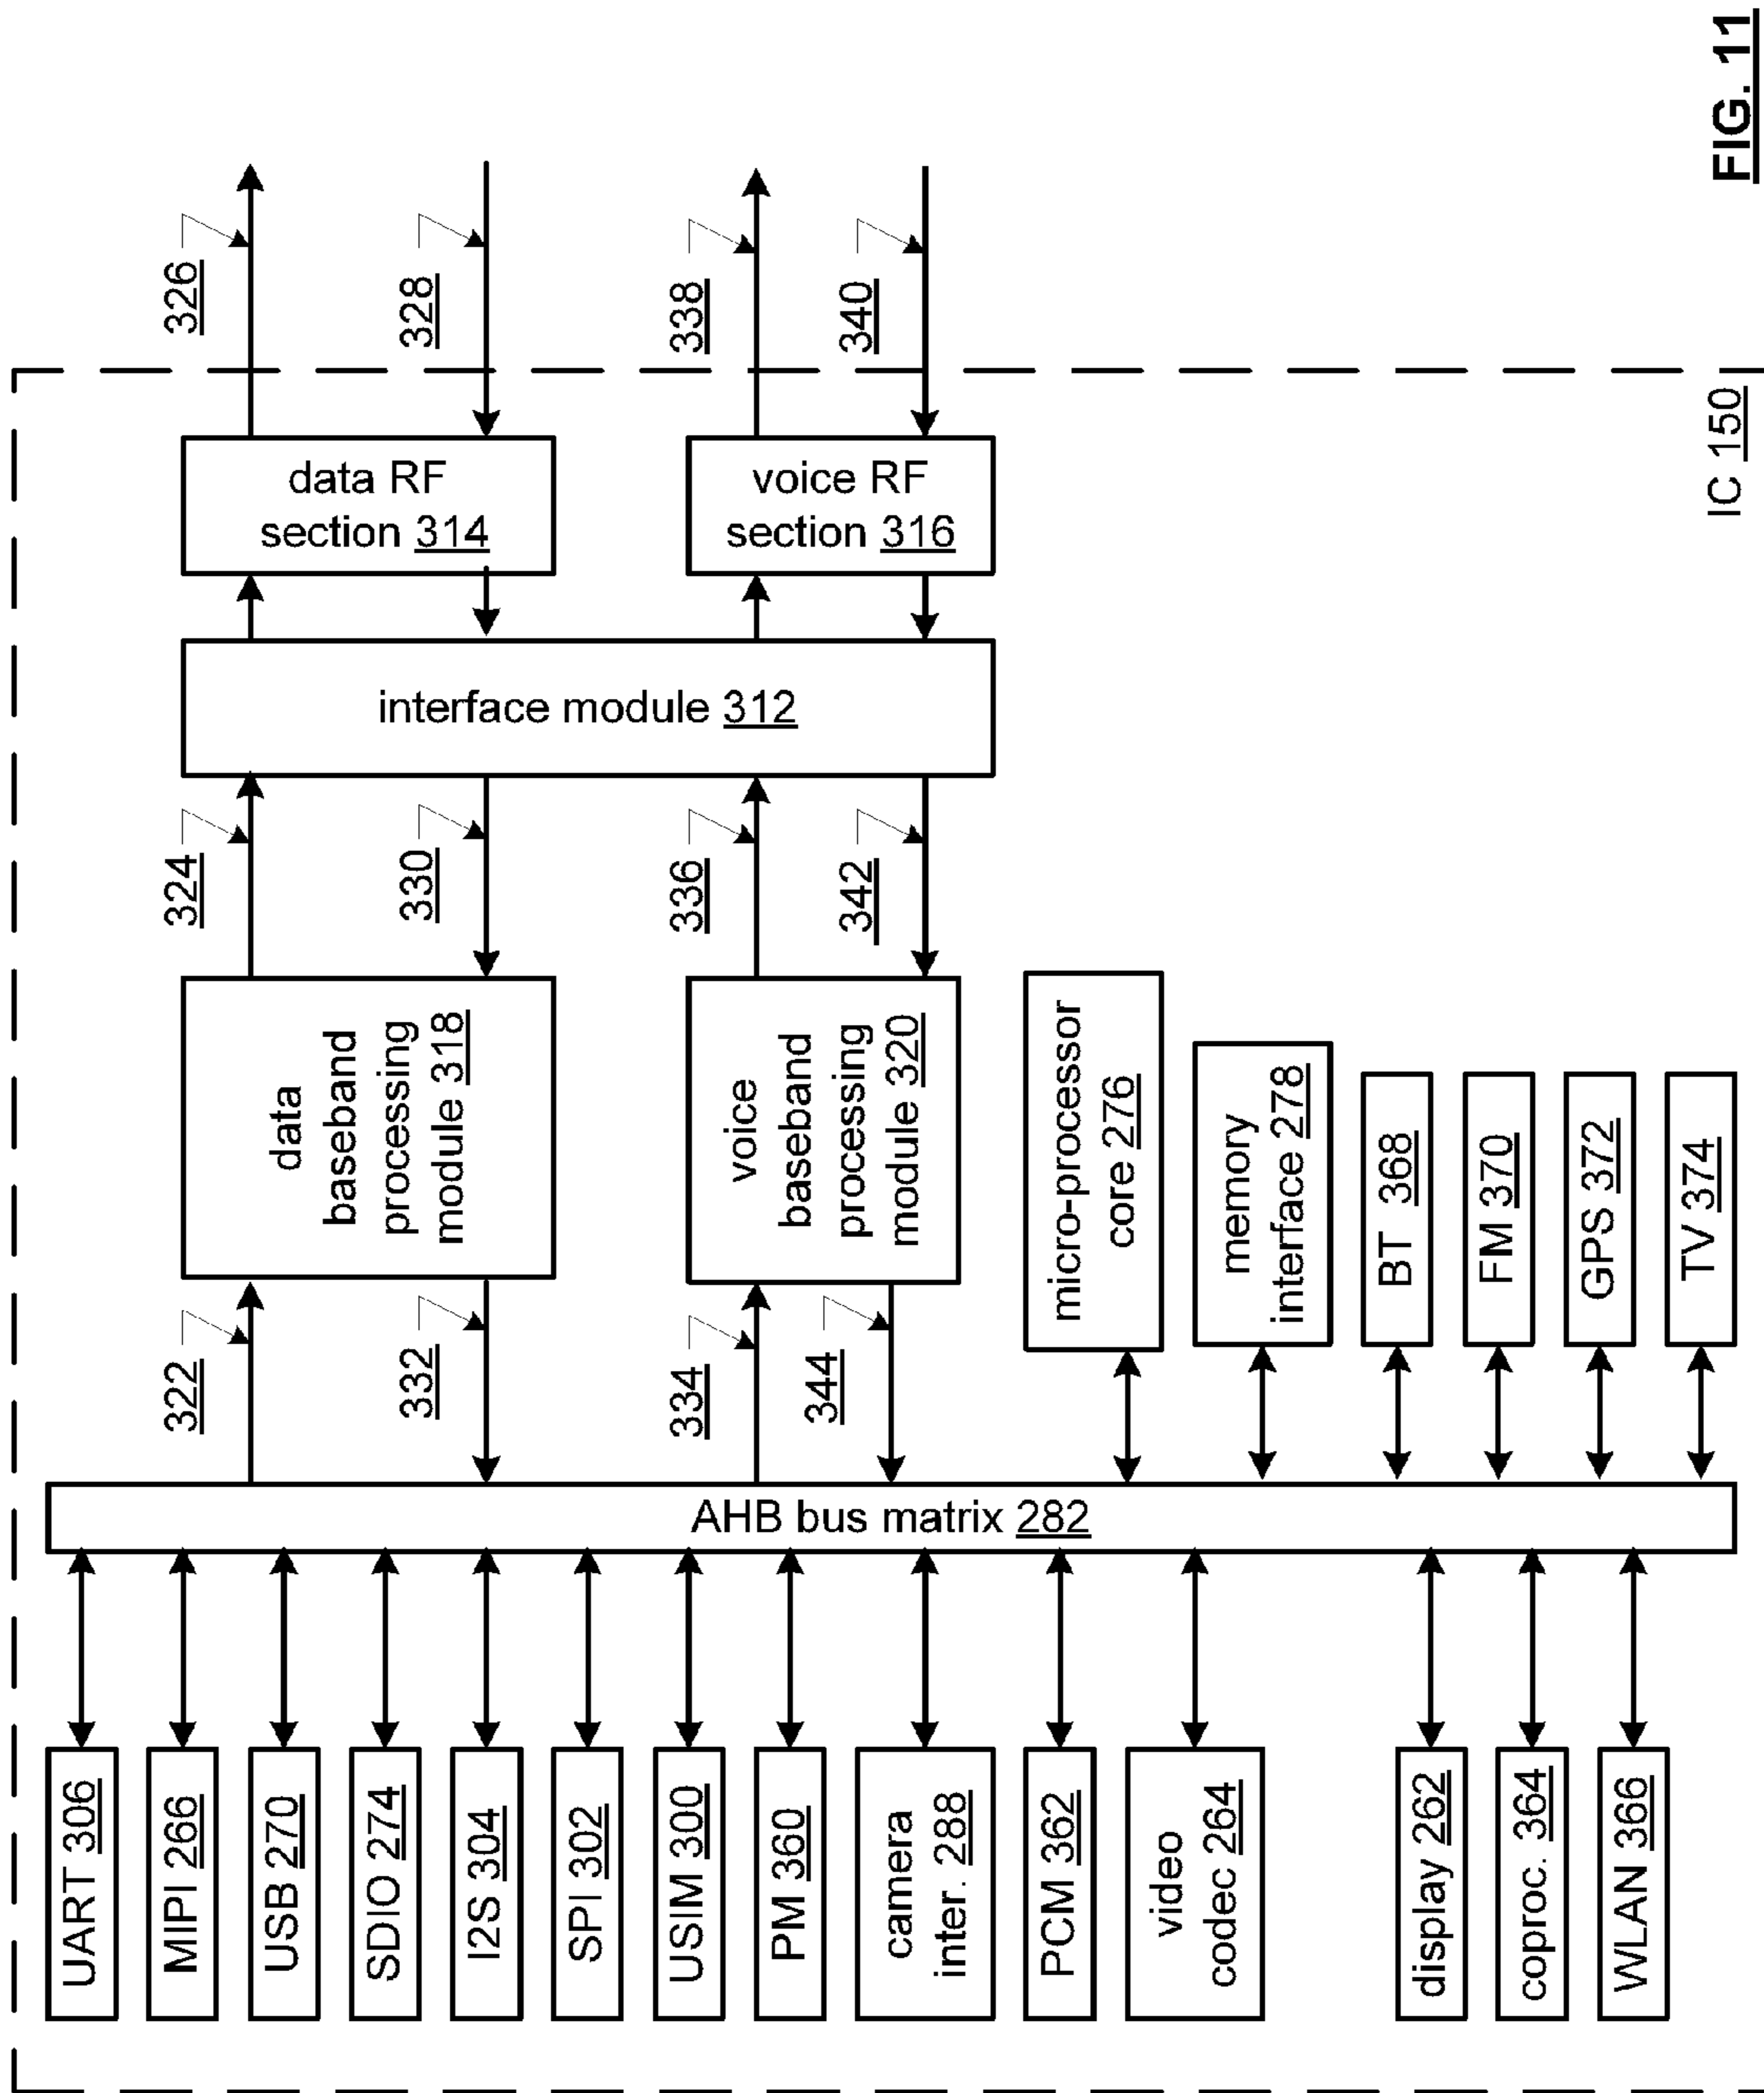 326
328
338
340
data RF
section 314
voice RF
section 316
interface module 312
324
330
336
342
data
baseband
processing
module 318
voice
baseband
processing
module 320
micro-processor
core 276
memory
interface 278
BT 368
FM 370
GPS 372
TV 374
322
332
334
344
AHB bus matrix 282
UART 306
MIPI 266
USB 270
SDIO 274
I2S 304
SPI 302
USIM 300
PM 360
camera
inter. 288
PCM 362
video
codec 264
display 262
coproc. 364
WLAN 366
IC 150
FIG. 11